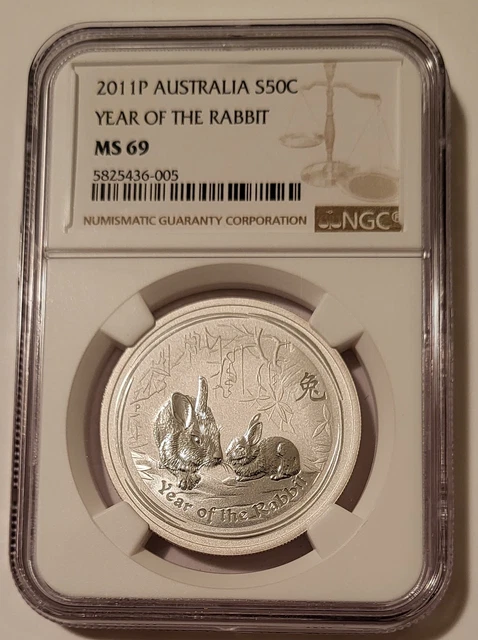 2011P AUSTRALIA S50C
YEAR OF THE RABBIT
MS 69
5825436-005
NUMISMATIC GUARANTY CORPORATION
NGC®
兔
Year of the Rabbit